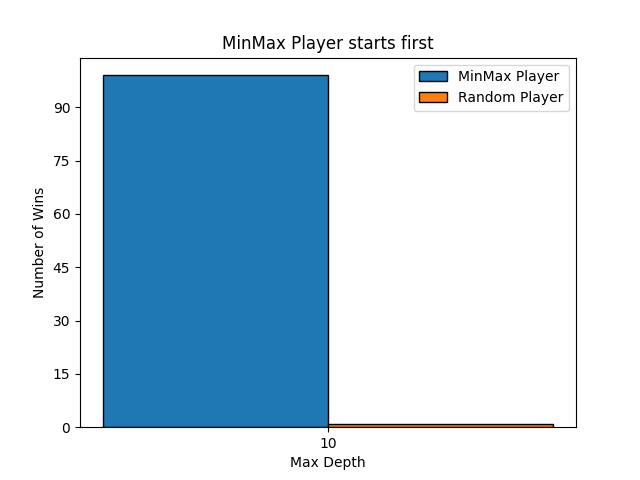 MinMax Player starts first
MinMax Player
Random Player
Number of Wins
90
75
60
45
30
15
0
10
Max Depth